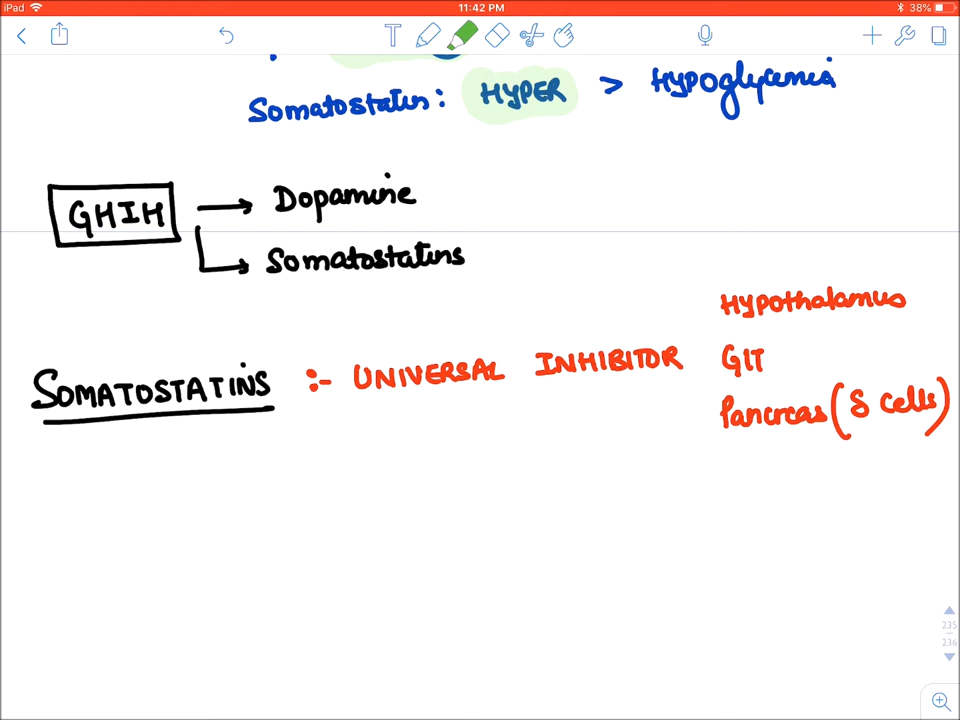 iPad 11:42 PM 38%
T
Somatostatins: HYPER > Hypoglycemia
GHIH → Dopamine
→ Somatostatins
Hypothalamus
SOMATOSTATINS :- UNIVERSAL INHIBITOR GIT
Pancreas (δ cells)
235
236